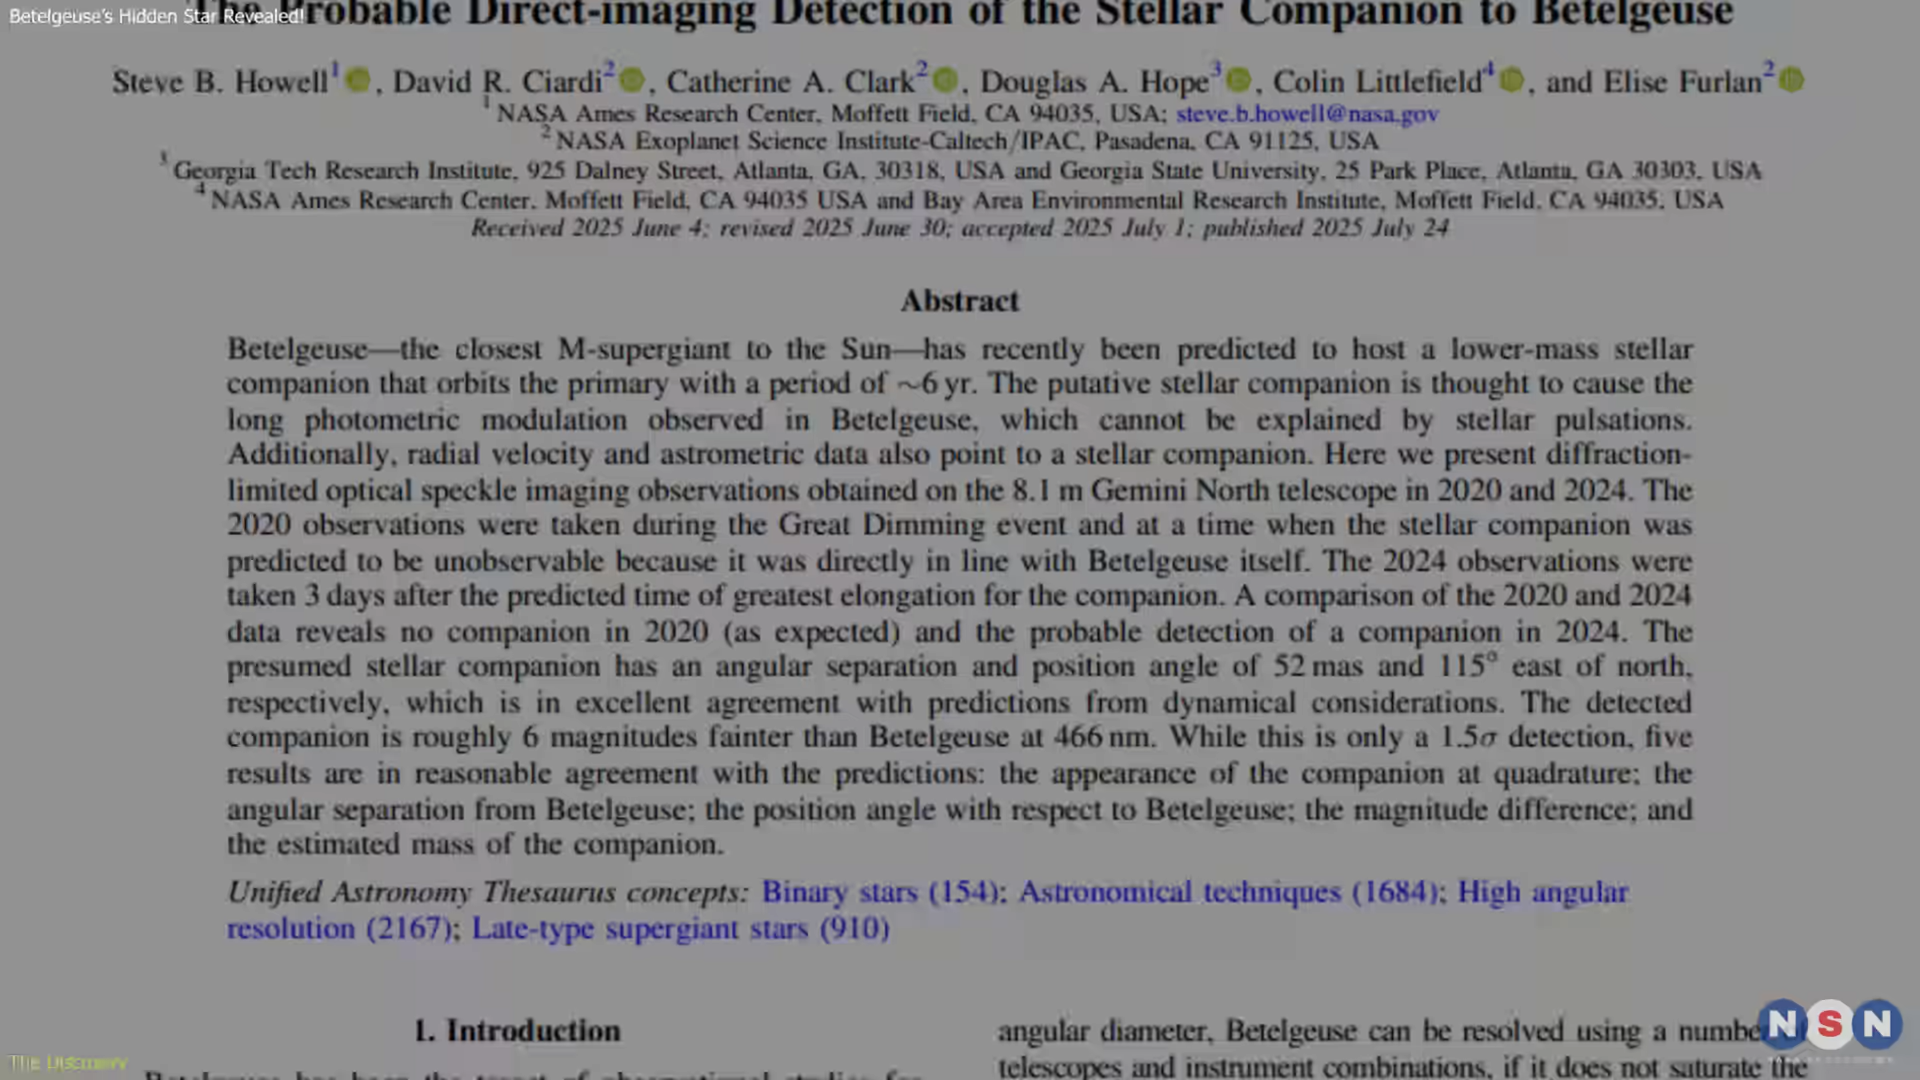 Betelgeuse's Hidden Star Revealed!
Probable Direct-imaging Detection of the Stellar Companion to Betelgeuse
Steve B. Howell1, David R. Ciardi2, Catherine A. Clark2, Douglas A. Hope3, Colin Littlefield4, and Elise Furlan2
1 NASA Ames Research Center, Moffett Field, CA 94035, USA; steve.b.howell@nasa.gov
2 NASA Exoplanet Science Institute-Caltech/IPAC, Pasadena, CA 91125, USA
3 Georgia Tech Research Institute, 925 Dalney Street, Atlanta, GA, 30318, USA and Georgia State University, 25 Park Place, Atlanta, GA 30303, USA
4 NASA Ames Research Center, Moffett Field, CA 94035 USA and Bay Area Environmental Research Institute, Moffett Field, CA 94035, USA
Received 2025 June 4; revised 2025 June 30; accepted 2025 July 1; published 2025 July 24
Abstract
Betelgeuse—the closest M-supergiant to the Sun—has recently been predicted to host a lower-mass stellar
companion that orbits the primary with a period of ~6 yr. The putative stellar companion is thought to cause the
long photometric modulation observed in Betelgeuse, which cannot be explained by stellar pulsations.
Additionally, radial velocity and astrometric data also point to a stellar companion. Here we present diffraction-
limited optical speckle imaging observations obtained on the 8.1 m Gemini North telescope in 2020 and 2024. The
2020 observations were taken during the Great Dimming event and at a time when the stellar companion was
predicted to be unobservable because it was directly in line with Betelgeuse itself. The 2024 observations were
taken 3 days after the predicted time of greatest elongation for the companion. A comparison of the 2020 and 2024
data reveals no companion in 2020 (as expected) and the probable detection of a companion in 2024. The
presumed stellar companion has an angular separation and position angle of 52 mas and 115° east of north,
respectively, which is in excellent agreement with predictions from dynamical considerations. The detected
companion is roughly 6 magnitudes fainter than Betelgeuse at 466 nm. While this is only a 1.5σ detection, five
results are in reasonable agreement with the predictions: the appearance of the companion at quadrature; the
angular separation from Betelgeuse; the position angle with respect to Betelgeuse; the magnitude difference; and
the estimated mass of the companion.
Unified Astronomy Thesaurus concepts: Binary stars (154); Astronomical techniques (1684); High angular
resolution (2167); Late-type supergiant stars (910)
1. Introduction
angular diameter, Betelgeuse can be resolved using a number of
telescopes and instrument combinations, if it does not saturate the
NSN
The Discovery